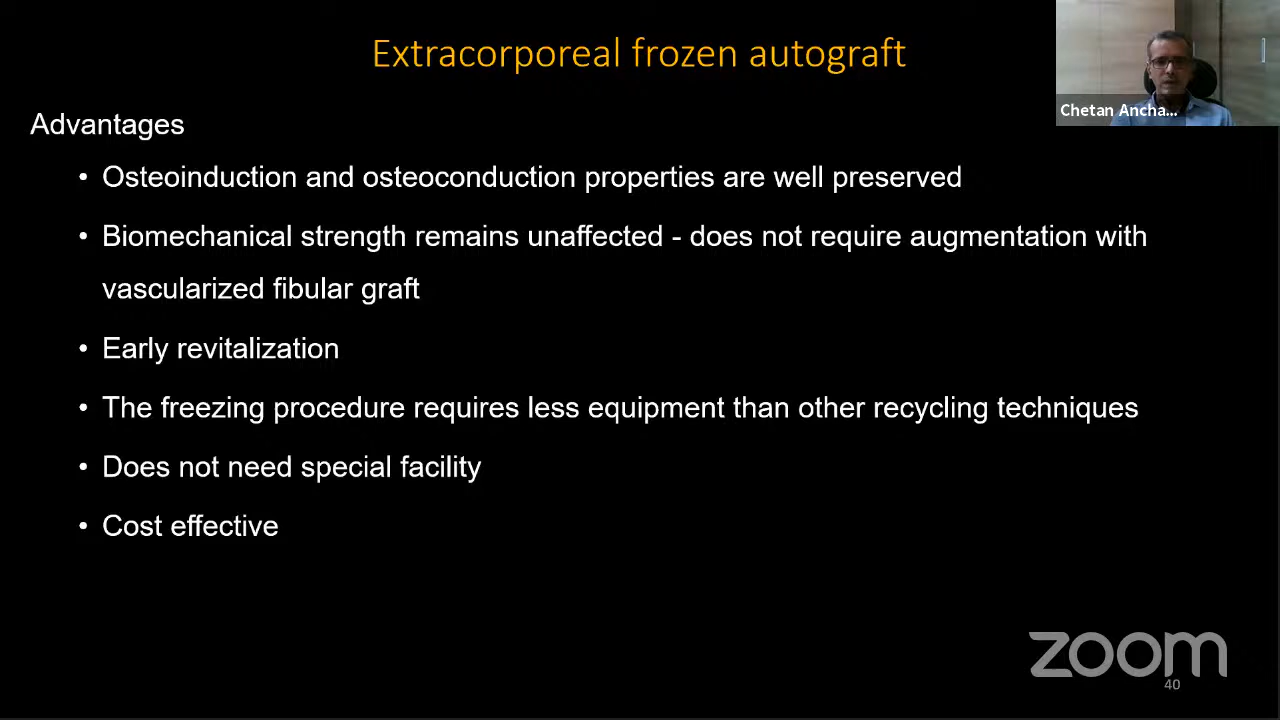 Extracorporeal frozen autograft
Chetan Ancha...
Advantages
• Osteoinduction and osteoconduction properties are well preserved
• Biomechanical strength remains unaffected - does not require augmentation with
vascularized fibular graft
• Early revitalization
• The freezing procedure requires less equipment than other recycling techniques
• Does not need special facility
• Cost effective
zoom
40